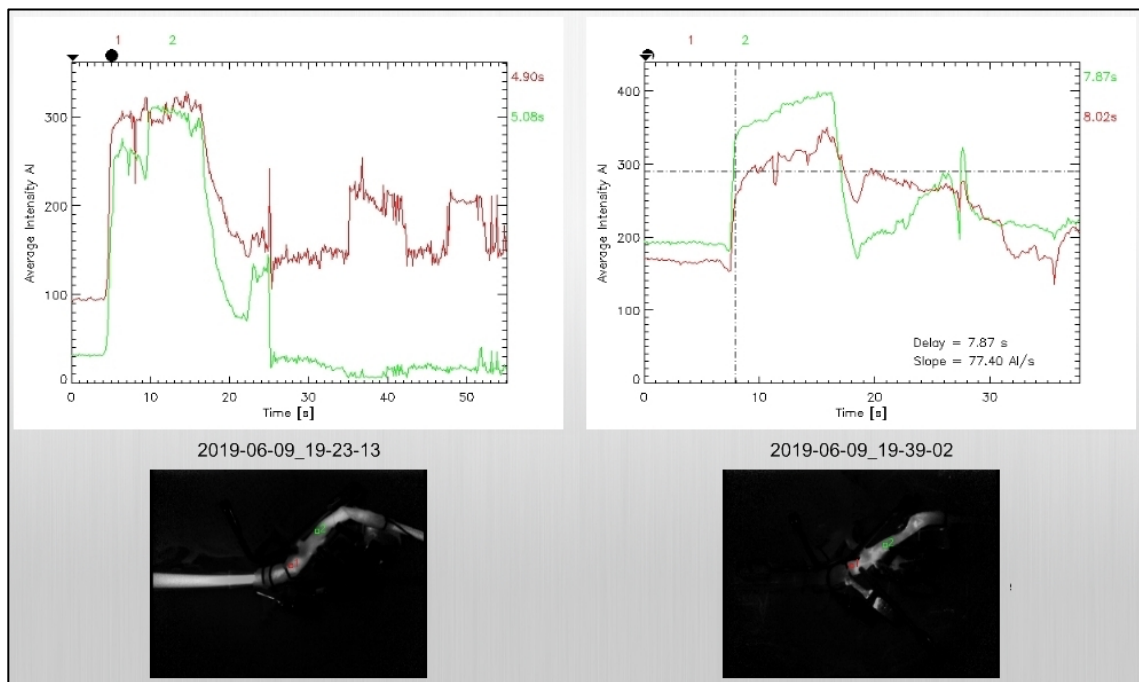 1 2
4.90s
5.08s
300
200
100
0
Average Intensity AI
0 10 20 30 40 50
Time [s]
1 2
7.87s
8.02s
400
300
200
100
0
Average Intensity AI
Delay = 7.87 s
Slope = 77.40 AI/s
0 10 20 30
Time [s]
2019-06-09_19-23-13
2019-06-09_19-39-02
2
2